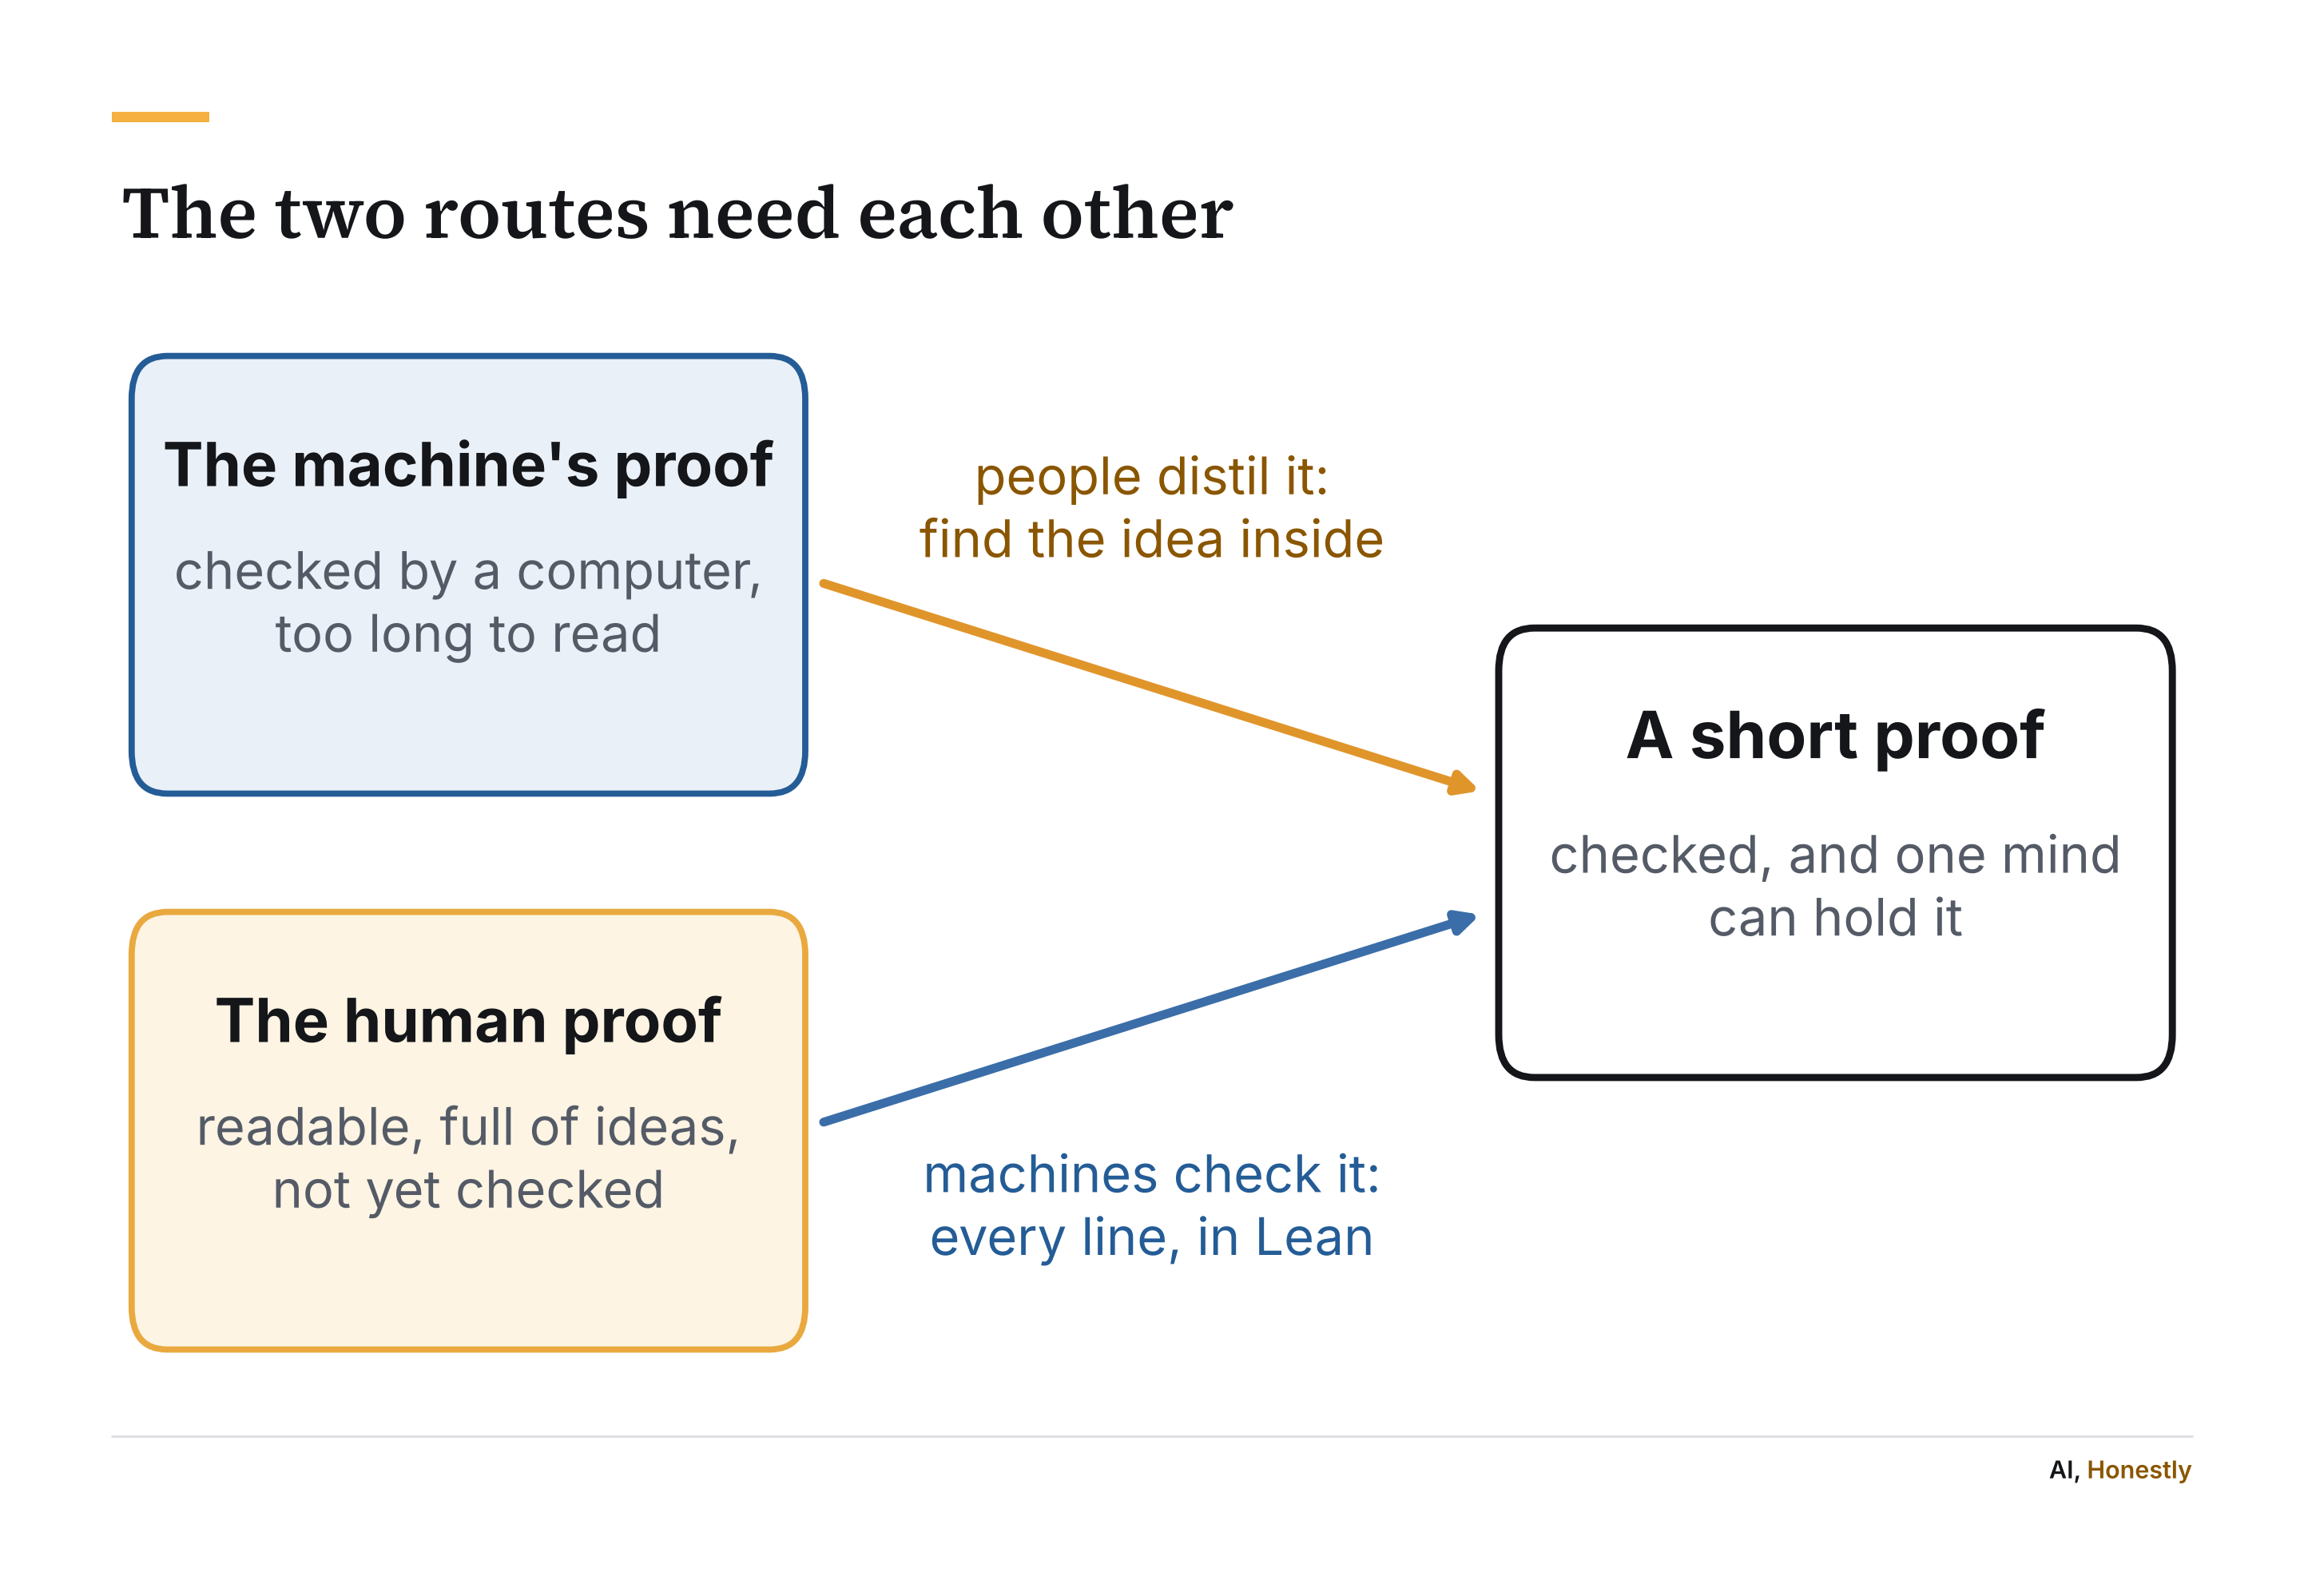 The two routes need each other
The machine's proof
checked by a computer,
too long to read
people distil it:
find the idea inside
A short proof
checked, and one mind
can hold it
The human proof
readable, full of ideas,
not yet checked
machines check it:
every line, in Lean
AI, Honestly